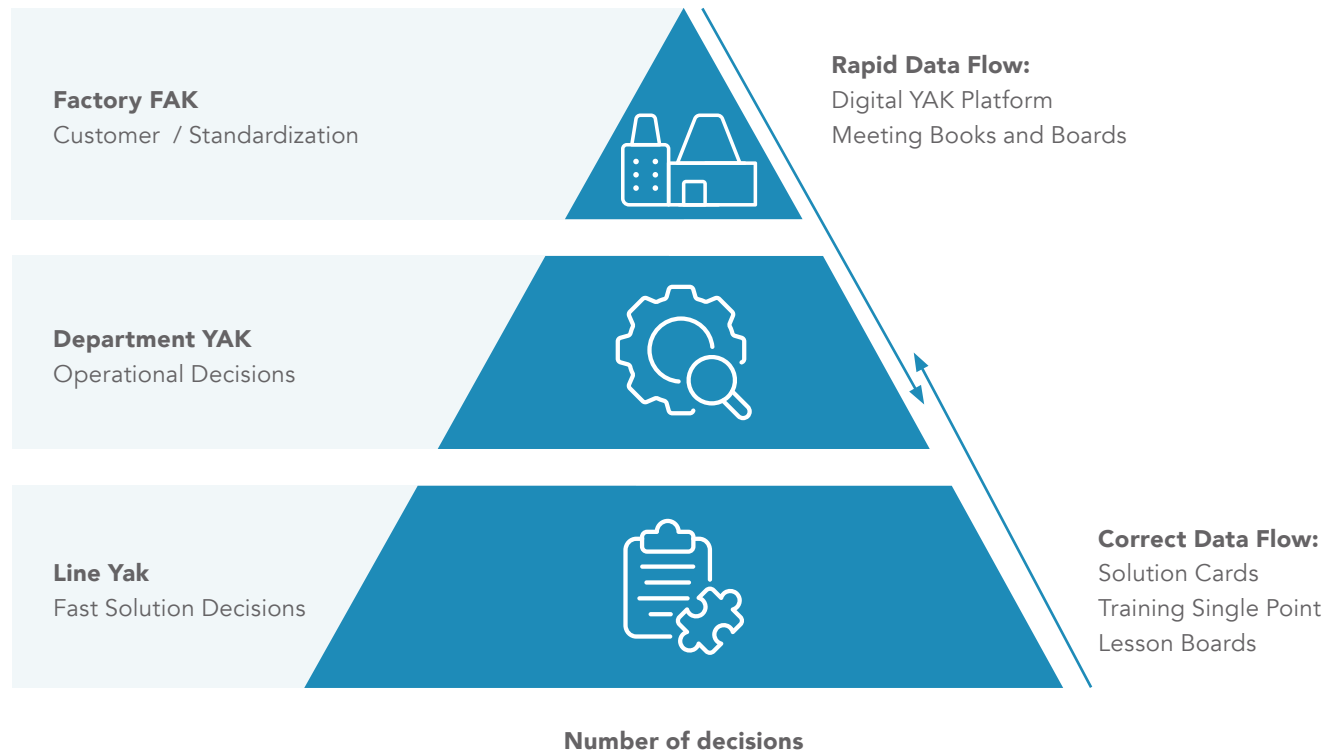 Factory FAK
Customer / Standardization
Rapid Data Flow:
Digital YAK Platform
Meeting Books and Boards
Department YAK
Operational Decisions
Line Yak
Fast Solution Decisions
Correct Data Flow:
Solution Cards
Training Single Point
Lesson Boards
Number of decisions